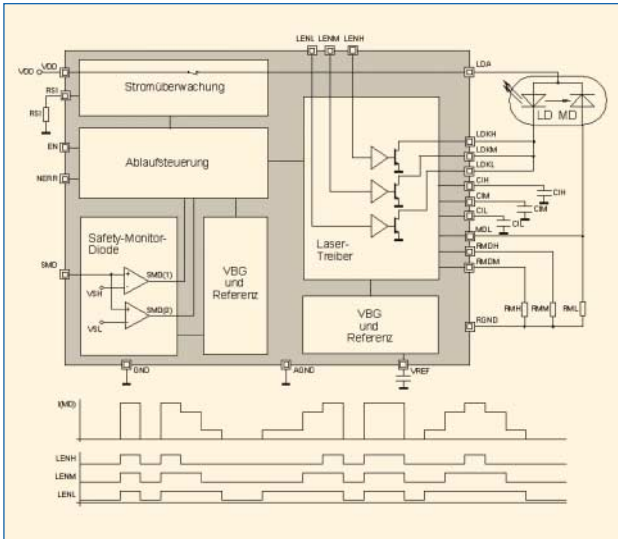 LENL LENM LENH
VDD
VDD
LDA
RSI
Stromüberwachung
RSI
LD MD
EN
Ablaufsteuerung
NERR
LDKH
LDKM
LDKL
CIH
CIH
CIM
CIM
CIL
CIL
MDL
RMDH
RMDM
Safety-Monitor-
Diode
Laser-
Treiber
SMD
SMD(1)
VSH
SMD(2)
VSL
VBG
und
Referenz
VBG
und
Referenz
RMH
RMM
RML
RGND
GND
AGND
VREF
I(MD)
LENH
LENM
LENL